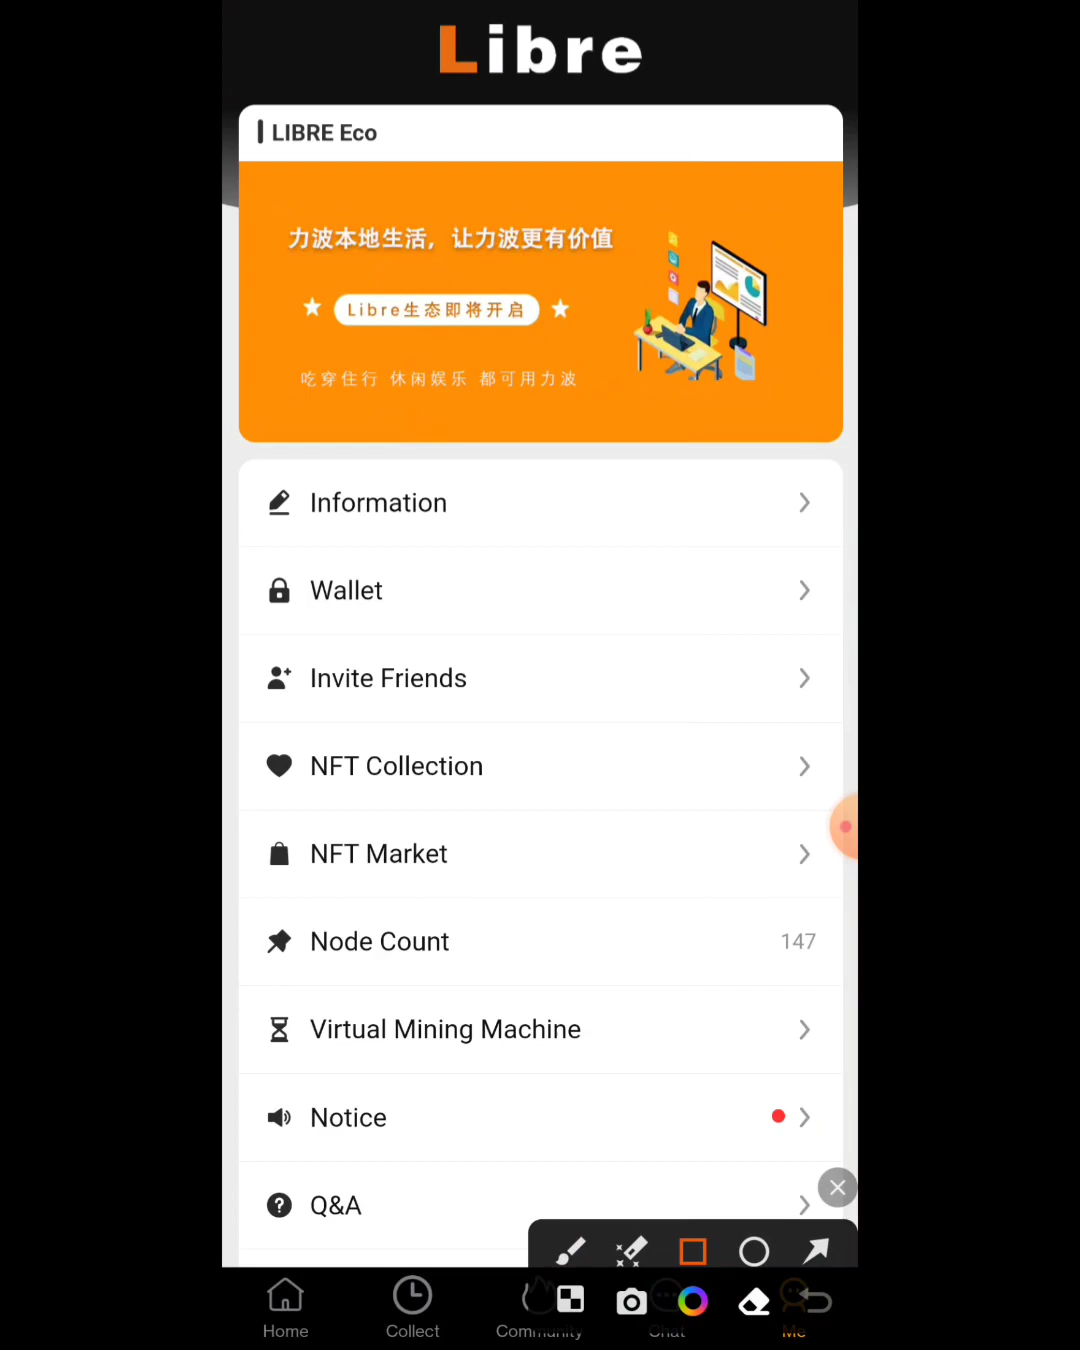 Libre
LIBRE Eco
力波本地生活，让力波更有价值
Libre生态即将开启
吃穿住行 休闲娱乐 都可用力波
Information
Wallet
Invite Friends
NFT Collection
NFT Market
Node Count 147
Virtual Mining Machine
Notice
Q&A
Home Collect Community Chat Me